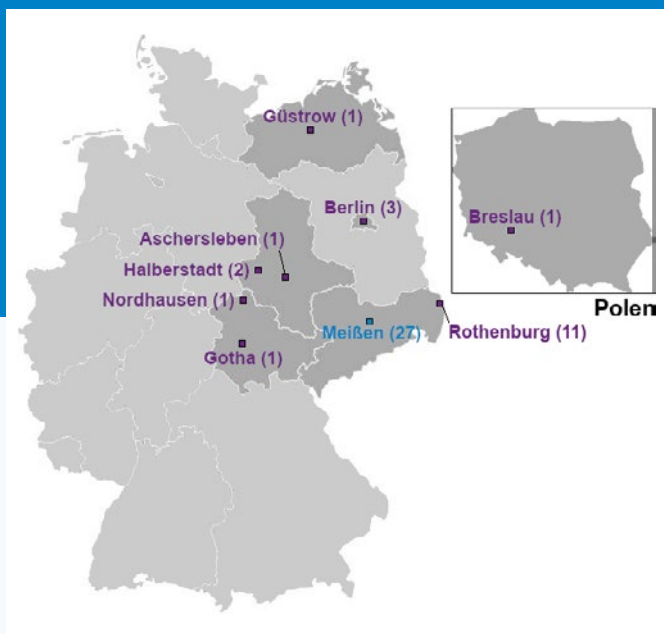 Güstrow (1)
Berlin (3)
Breslau (1)
Aschersleben (1)
Halberstadt (2)
Nordhausen (1)
Polen
Meißen (27)
Rothenburg (11)
Gotha (1)